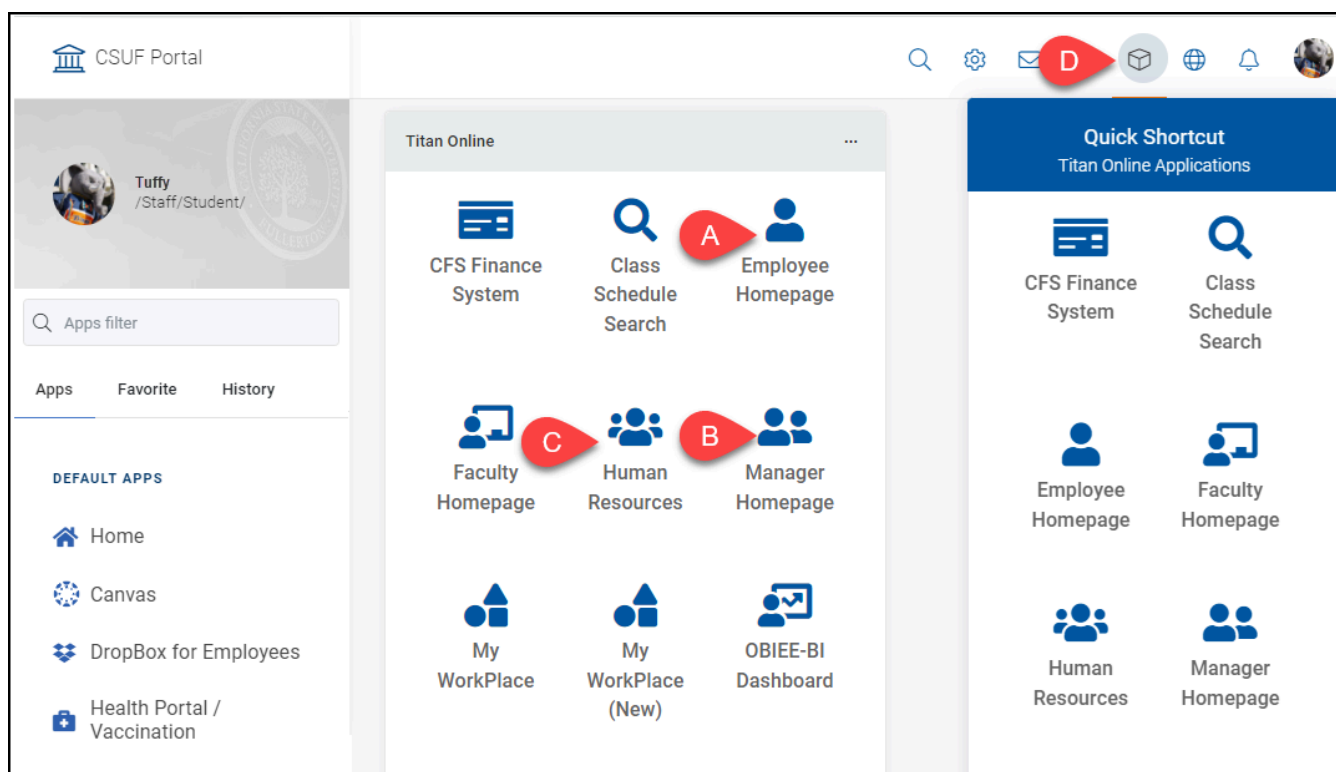 CSUF Portal
D
Tuffy
/Staff/Student/
Apps filter
Apps Favorite History
DEFAULT APPS
Home
Canvas
DropBox for Employees
Health Portal /
Vaccination
Titan Online ...
A
CFS Finance
System
Class
Schedule
Search
Employee
Homepage
C
B
Faculty
Homepage
Human
Resources
Manager
Homepage
My
WorkPlace
My
WorkPlace
(New)
OBIEE-BI
Dashboard
Quick Shortcut
Titan Online Applications
CFS Finance
System
Class
Schedule
Search
Employee
Homepage
Faculty
Homepage
Human
Resources
Manager
Homepage